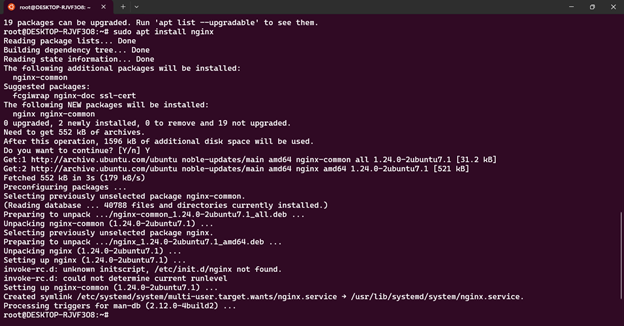 root@DESKTOP-RJVF3O8: ~
19 packages can be upgraded. Run 'apt list --upgradable' to see them.
root@DESKTOP-RJVF3O8:~# sudo apt install nginx
Reading package lists... Done
Building dependency tree... Done
Reading state information... Done
The following additional packages will be installed:
  nginx-common
Suggested packages:
  fcgiwrap nginx-doc ssl-cert
The following NEW packages will be installed:
  nginx nginx-common
0 upgraded, 2 newly installed, 0 to remove and 19 not upgraded.
Need to get 552 kB of archives.
After this operation, 1596 kB of additional disk space will be used.
Do you want to continue? [Y/n] Y
Get:1 http://archive.ubuntu.com/ubuntu noble-updates/main amd64 nginx-common all 1.24.0-2ubuntu7.1 [31.2 kB]
Get:2 http://archive.ubuntu.com/ubuntu noble-updates/main amd64 nginx amd64 1.24.0-2ubuntu7.1 [521 kB]
Fetched 552 kB in 3s (179 kB/s)
Preconfiguring packages ...
Selecting previously unselected package nginx-common.
(Reading database ... 40788 files and directories currently installed.)
Preparing to unpack .../nginx-common_1.24.0-2ubuntu7.1_all.deb ...
Unpacking nginx-common (1.24.0-2ubuntu7.1) ...
Selecting previously unselected package nginx.
Preparing to unpack .../nginx_1.24.0-2ubuntu7.1_amd64.deb ...
Unpacking nginx (1.24.0-2ubuntu7.1) ...
Setting up nginx (1.24.0-2ubuntu7.1) ...
invoke-rc.d: unknown initscript, /etc/init.d/nginx not found.
invoke-rc.d: could not determine current runlevel
Setting up nginx-common (1.24.0-2ubuntu7.1) ...
Created symlink /etc/systemd/system/multi-user.target.wants/nginx.service → /usr/lib/systemd/system/nginx.service.
Processing triggers for man-db (2.12.0-4build2) ...
root@DESKTOP-RJVF3O8:~#